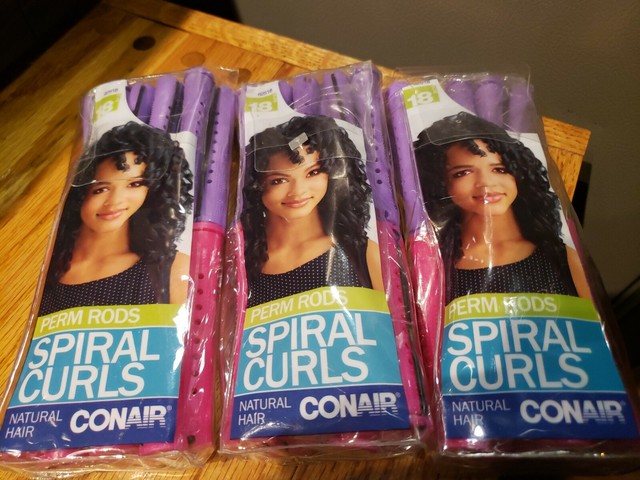 18
PERM RODS
SPIRAL
CURLS
NATURAL
HAIR
CONAIR®
18
PERM RODS
SPIRAL
CURLS
NATURAL
HAIR
CONAIR®
18
PERM RODS
SPIRAL
CURLS
NATURAL
HAIR
CONAIR®